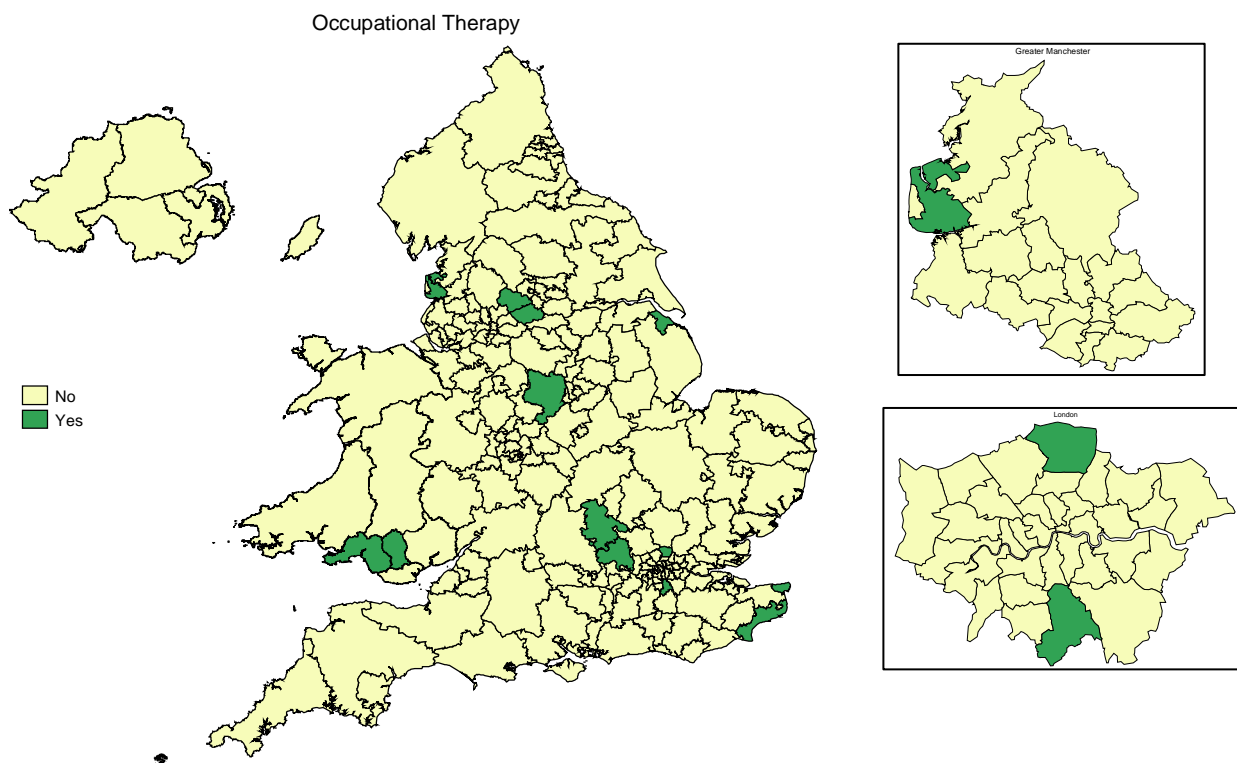 Occupational Therapy
Greater Manchester
No
Yes
London